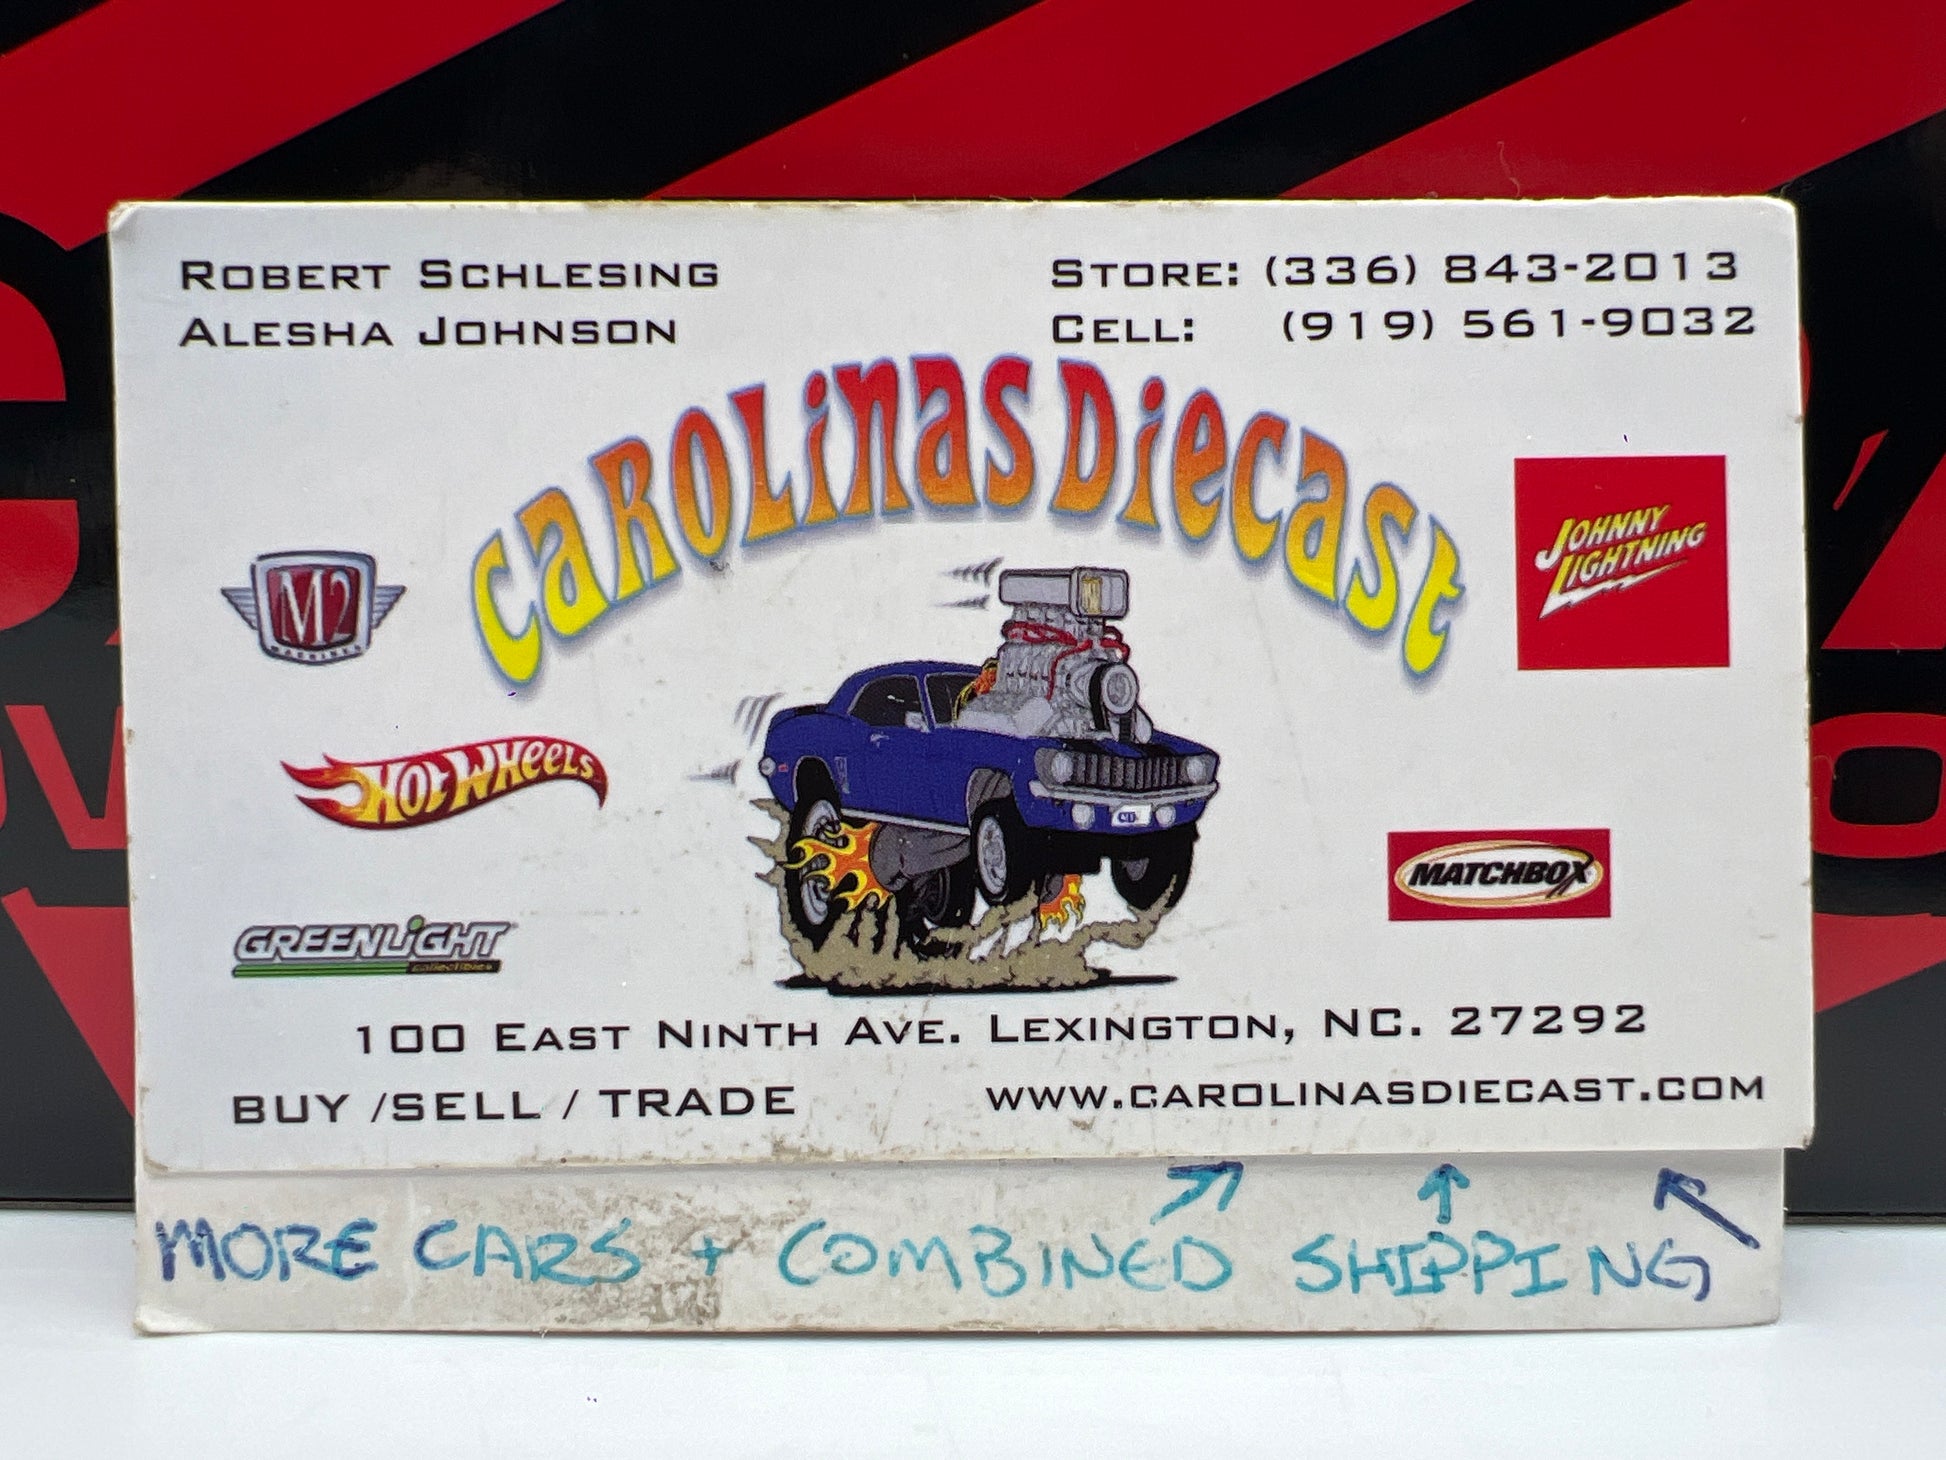 ROBERT SCHLESING
ALESHA JOHNSON
STORE: (336) 843-2013
CELL: (919) 561-9032
CAROLINAS DIECAST
M2
MACHINES
JOHNNY
LIGHTNING
HOT WHEELS
MATCHBOX
GREENLIGHT
collectibles
100 EAST NINTH AVE. LEXINGTON, NC. 27292
BUY /SELL / TRADE
WWW.CAROLINASDIECAST.COM
MORE CARS + COMBINED SHIPPING